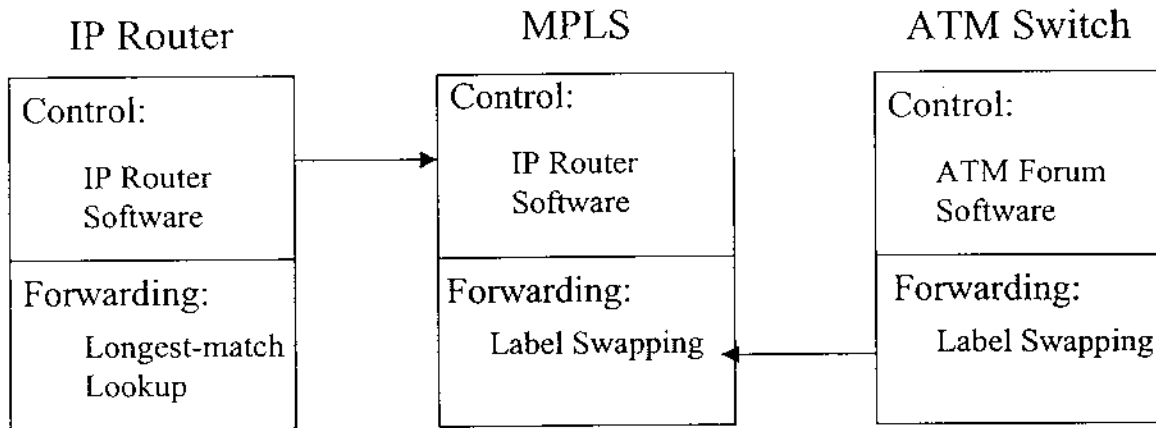 IP Router
MPLS
ATM Switch
Control:
IP Router
Software
Forwarding:
Longest-match
Lookup
Control:
IP Router
Software
Forwarding:
Label Swapping
Control:
ATM Forum
Software
Forwarding:
Label Swapping